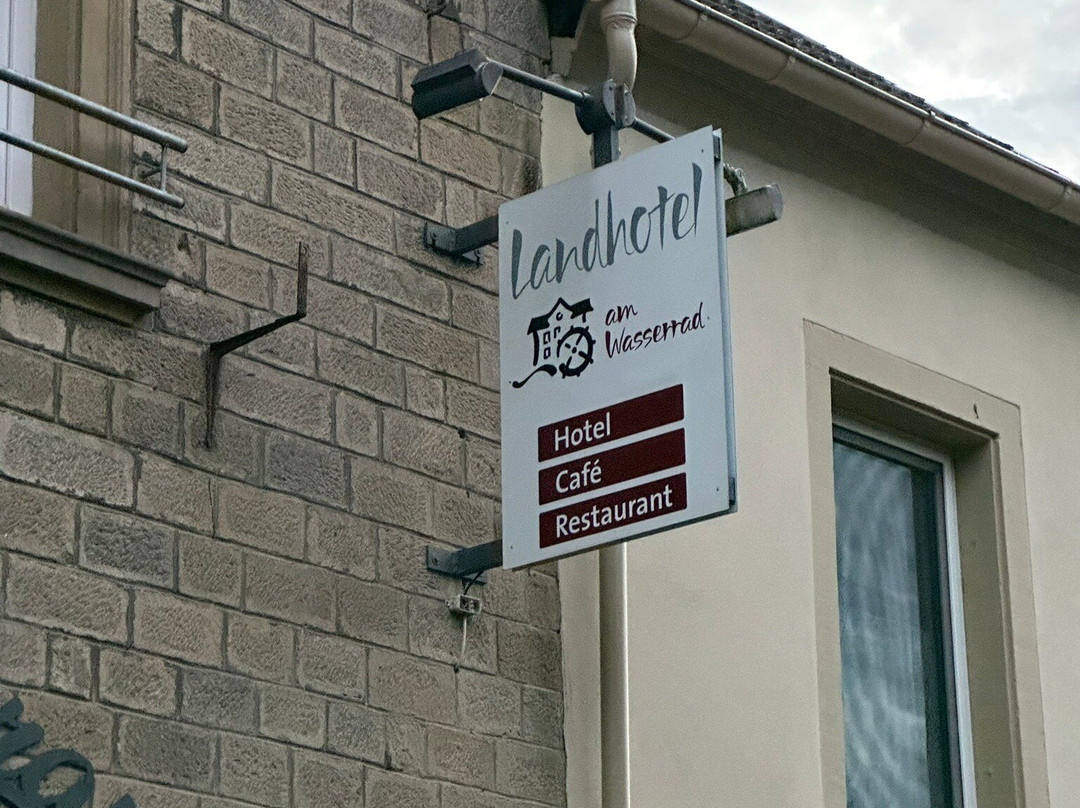 Landhotel
am
Wasserrad
Hotel
Café
Restaurant